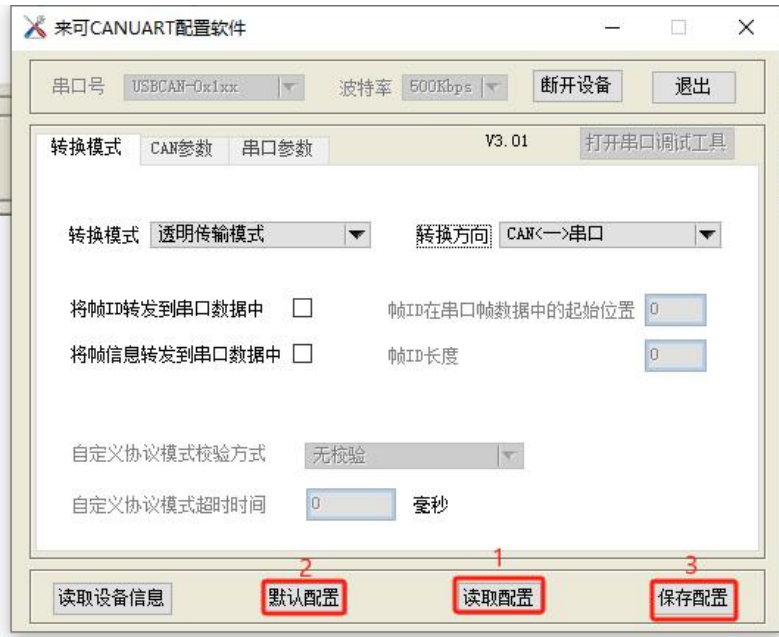 来可CANUART配置软件
串口号 USBCAN-0x1xx 波特率 500Kbps 断开设备 退出
转换模式 CAN参数 串口参数 V3.01 打开串口调试工具
转换模式 透明传输模式 转换方向 CAN<—>串口
将帧ID转发到串口数据中 帧ID在串口帧数据中的起始位置 0
将帧信息转发到串口数据中 帧ID长度 0
自定义协议模式校验方式 无校验
自定义协议模式超时时间 0 毫秒
2 1 3
读取设备信息 默认配置 读取配置 保存配置